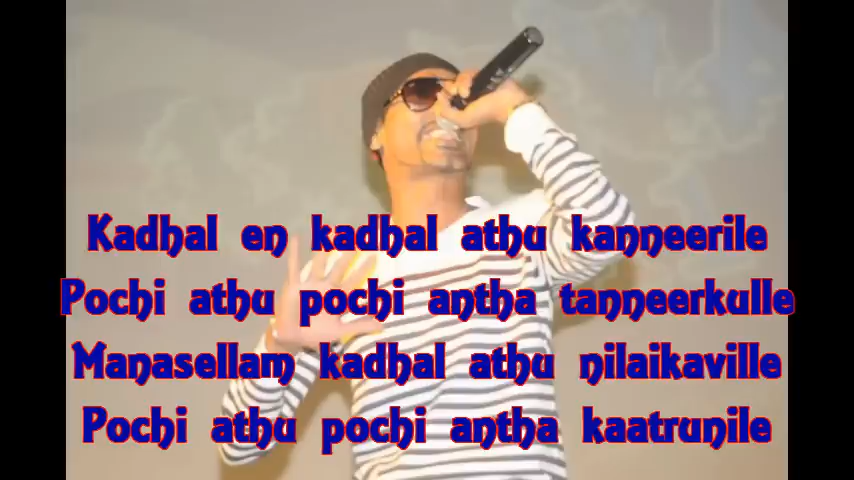 Kadhal en kadhal athu kanneerile
Pochi athu pochi antha tanneerkulle
Manasellam kadhal athu nilaikaville
Pochi athu pochi antha kaatrunile